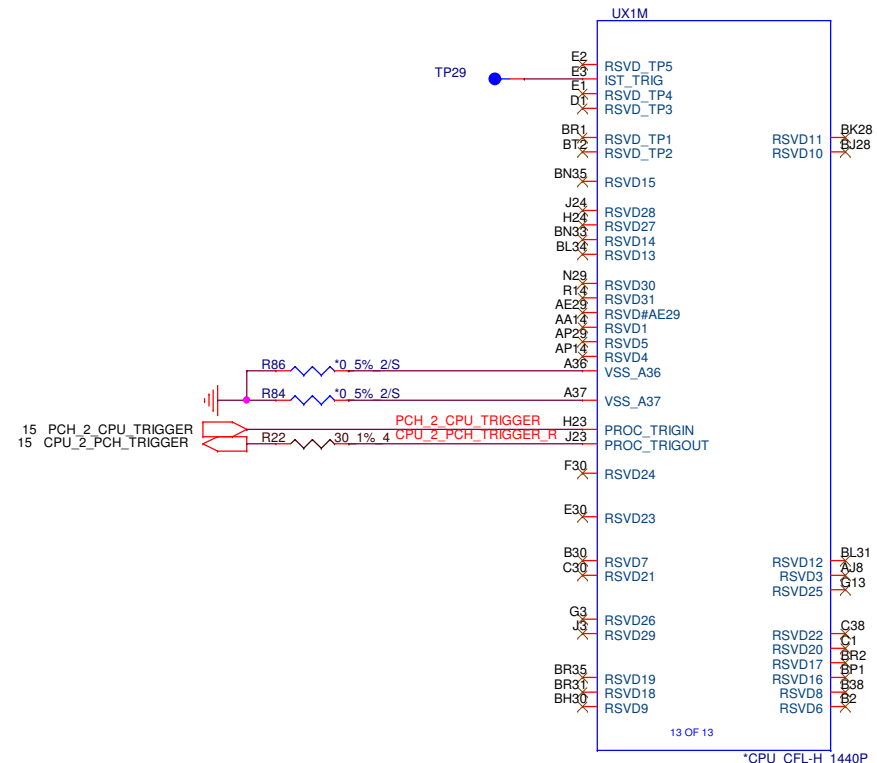 UX1M
E2 RSVD_TP5
TP29 E3 IST_TRIG
E1 RSVD_TP4
D1 RSVD_TP3
BR1 RSVD_TP1 RSVD11 BK28
BT2 RSVD_TP2 RSVD10 BJ28
BN35 RSVD15
J24 RSVD28
H24 RSVD27
BN33 RSVD14
BL34 RSVD13
N29 RSVD30
R14 RSVD31
AE29 RSVD#AE29
AA14 RSVD1
AP29 RSVD5
AP14 RSVD4
R86 *0_5%_2/S A36 VSS_A36
R84 *0_5%_2/S A37 VSS_A37
15 PCH_2_CPU_TRIGGER PCH_2_CPU_TRIGGER H23 PROC_TRIGIN
15 CPU_2_PCH_TRIGGER R22 30_1%_4 CPU_2_PCH_TRIGGER_R J23 PROC_TRIGOUT
F30 RSVD24
E30 RSVD23
B30 RSVD7 RSVD12 BL31
C30 RSVD21 RSVD3 AJ8
RSVD25 G13
G3 RSVD26
J3 RSVD29 RSVD22 C38
RSVD20 C1
RSVD17 BR2
BR35 RSVD19 RSVD16 BP1
BR31 RSVD18 RSVD8 B38
BH30 RSVD9 RSVD6 B2
13 OF 13
*CPU_CFL-H_1440P